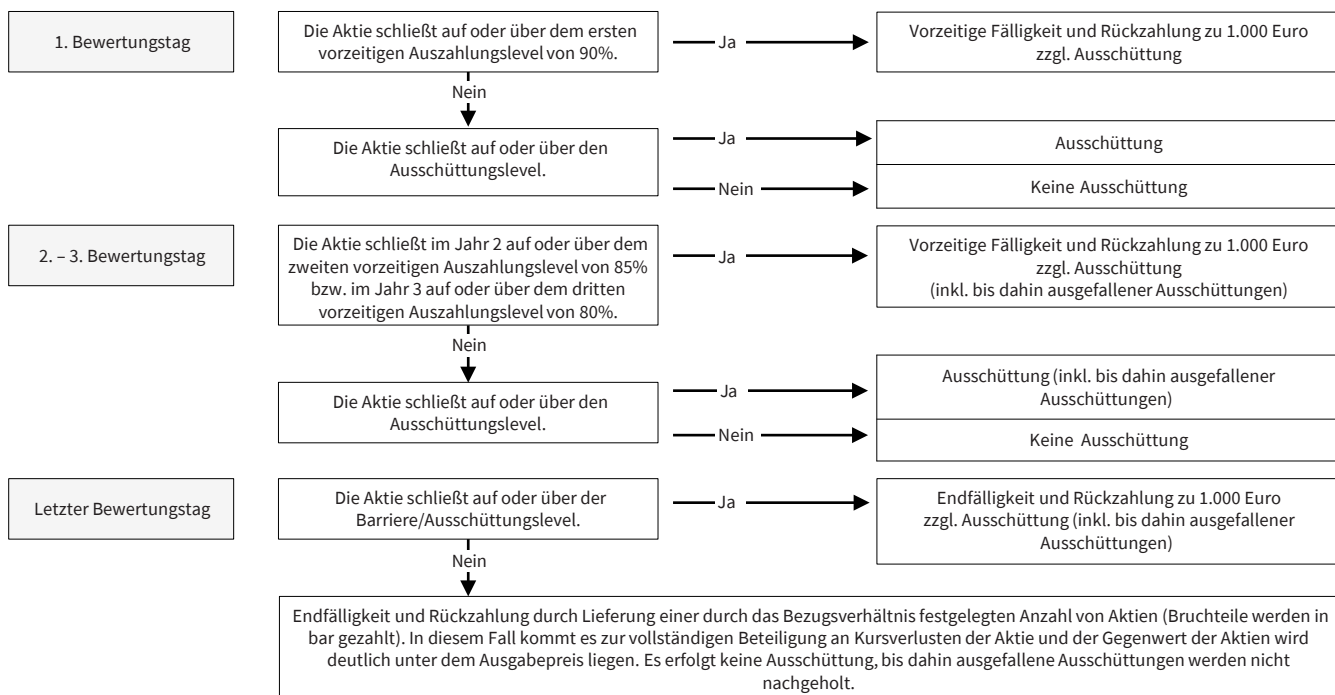 1. Bewertungstag
Die Aktie schließt auf oder über dem ersten
vorzeitigen Auszahlungslevel von 90%.
Ja
Vorzeitige Fälligkeit und Rückzahlung zu 1.000 Euro
zzgl. Ausschüttung
Nein
Die Aktie schließt auf oder über den
Ausschüttungslevel.
Ja
Ausschüttung
Nein
Keine Ausschüttung
2. – 3. Bewertungstag
Die Aktie schließt im Jahr 2 auf oder über dem
zweiten vorzeitigen Auszahlungslevel von 85%
bzw. im Jahr 3 auf oder über dem dritten
vorzeitigen Auszahlungslevel von 80%.
Ja
Vorzeitige Fälligkeit und Rückzahlung zu 1.000 Euro
zzgl. Ausschüttung
(inkl. bis dahin ausgefallener Ausschüttungen)
Nein
Die Aktie schließt auf oder über den
Ausschüttungslevel.
Ja
Ausschüttung (inkl. bis dahin ausgefallener
Ausschüttungen)
Nein
Keine Ausschüttung
Letzter Bewertungstag
Die Aktie schließt auf oder über der
Barriere/Ausschüttungslevel.
Ja
Endfälligkeit und Rückzahlung zu 1.000 Euro
zzgl. Ausschüttung (inkl. bis dahin ausgefallener
Ausschüttungen)
Nein
Endfälligkeit und Rückzahlung durch Lieferung einer durch das Bezugsverhältnis festgelegten Anzahl von Aktien (Bruchteile werden in
bar gezahlt). In diesem Fall kommt es zur vollständigen Beteiligung an Kursverlusten der Aktie und der Gegenwert der Aktien wird
deutlich unter dem Ausgabepreis liegen. Es erfolgt keine Ausschüttung, bis dahin ausgefallene Ausschüttungen werden nicht
nachgeholt.